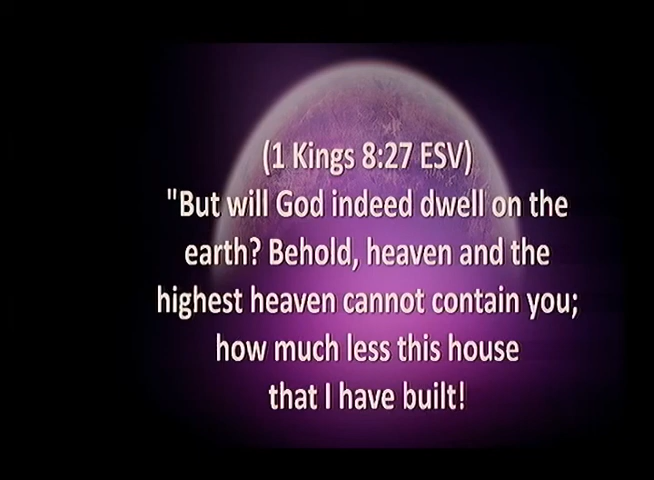 (1 Kings 8:27 ESV)
"But will God indeed dwell on the
earth? Behold, heaven and the
highest heaven cannot contain you;
how much less this house
that I have built!